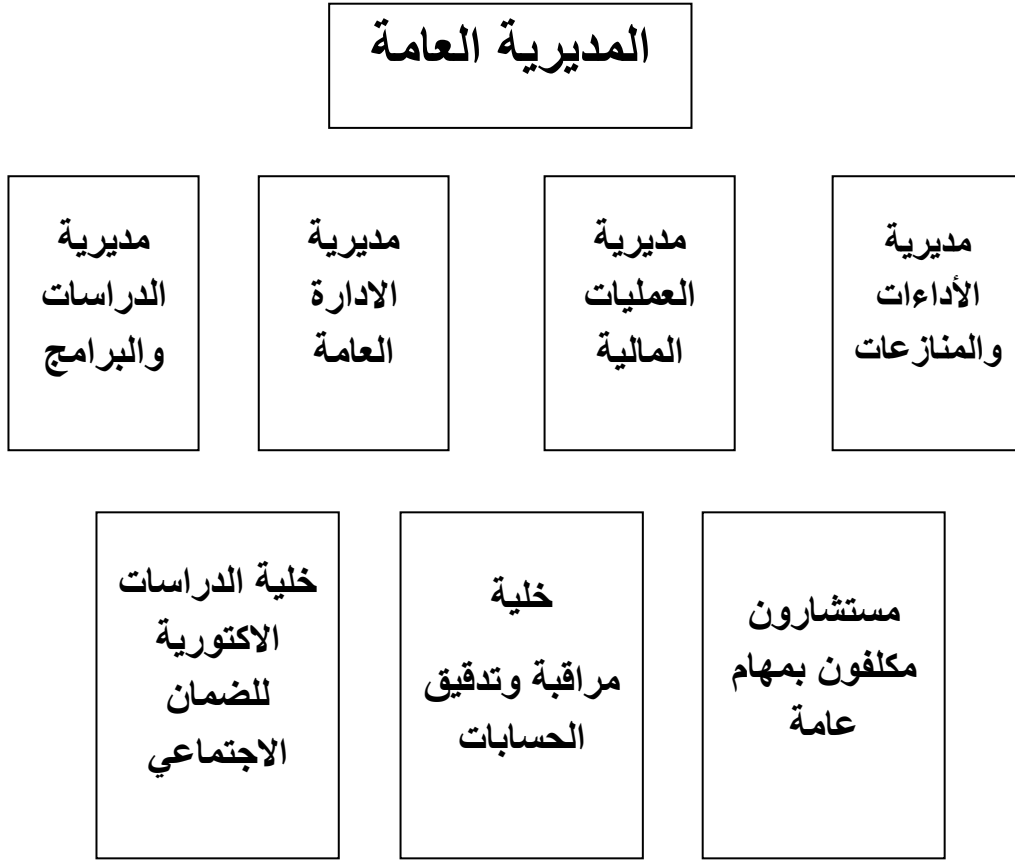 المديرية العامة
مديرية
الأداءات
والمنازعات
مديرية
العمليات
المالية
مديرية
الادارة
العامة
مديرية
الدراسات
والبرامج
مستشارون
مكلفون بمهام
عامة
خلية
مراقبة وتدقيق
الحسابات
خلية الدراسات
الاكتورية
للضمان
الاجتماعي